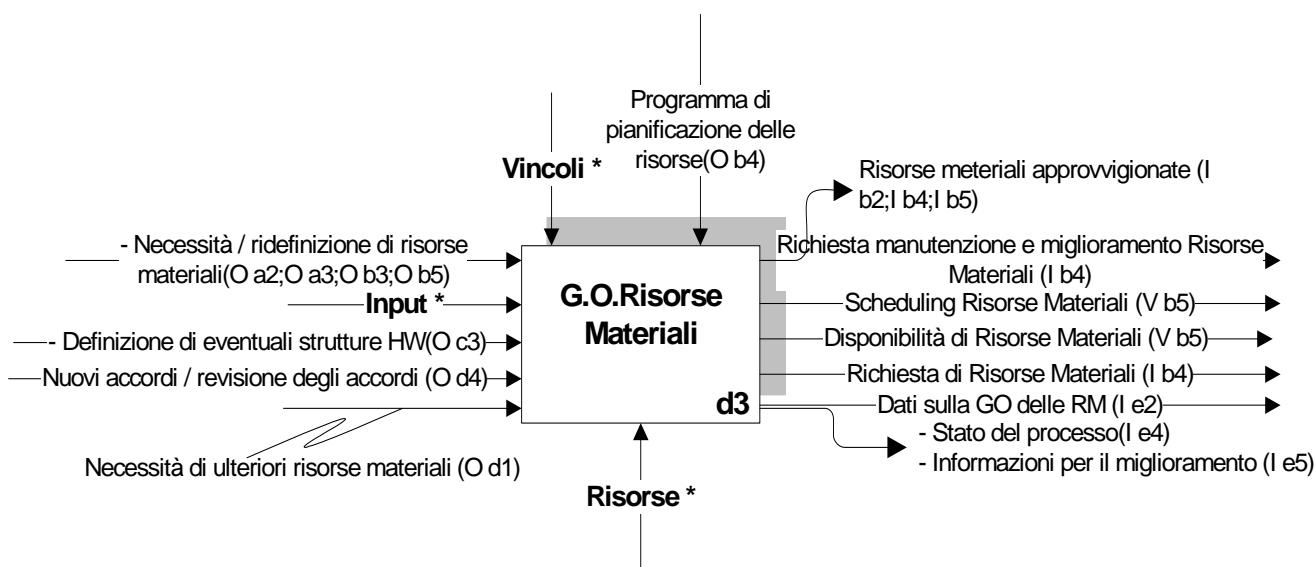 Programma di
pianificazione delle
risorse(O b4)
Vincoli *
Risorse meteriali approvvigionate (I
b2;I b4;I b5)
- Necessità / ridefinizione di risorse
materiali(O a2;O a3;O b3;O b5)
Input *
- Definizione di eventuali strutture HW(O c3)
Nuovi accordi / revisione degli accordi (O d4)
Necessità di ulteriori risorse materiali (O d1)
G.O.Risorse
Materiali
d3
Richiesta manutenzione e miglioramento Risorse
Materiali (I b4)
Scheduling Risorse Materiali (V b5)
Disponibilità di Risorse Materiali (V b5)
Richiesta di Risorse Materiali (I b4)
Dati sulla GO delle RM (I e2)
- Stato del processo(I e4)
- Informazioni per il miglioramento (I e5)
Risorse *